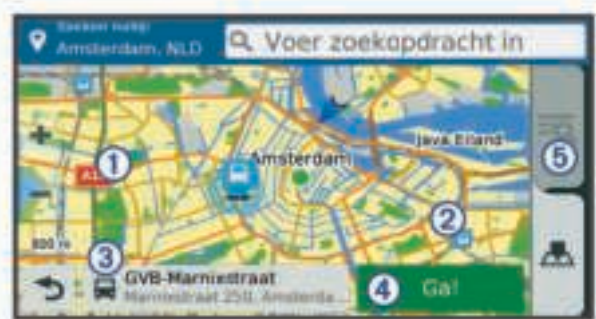 Zoeken nabij:
Amsterdam, NLD
Voer zoekopdracht in
Amsterdam
Java Eiland
1
5
2
800 m
3
GVB-Marnixstraat
Marnixstraat 250, Amsterda...
4
Ga!